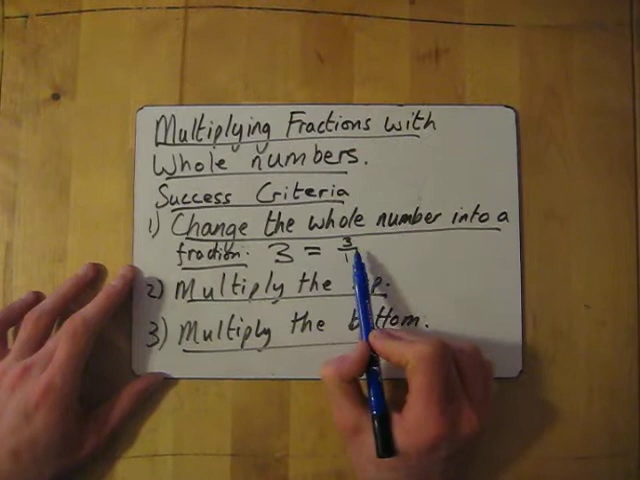 Multiplying Fractions with
Whole numbers.
Success Criteria
1) Change the whole number into a
fraction. 3 = 3/1
2) Multiply the
3) Multiply the bottom.